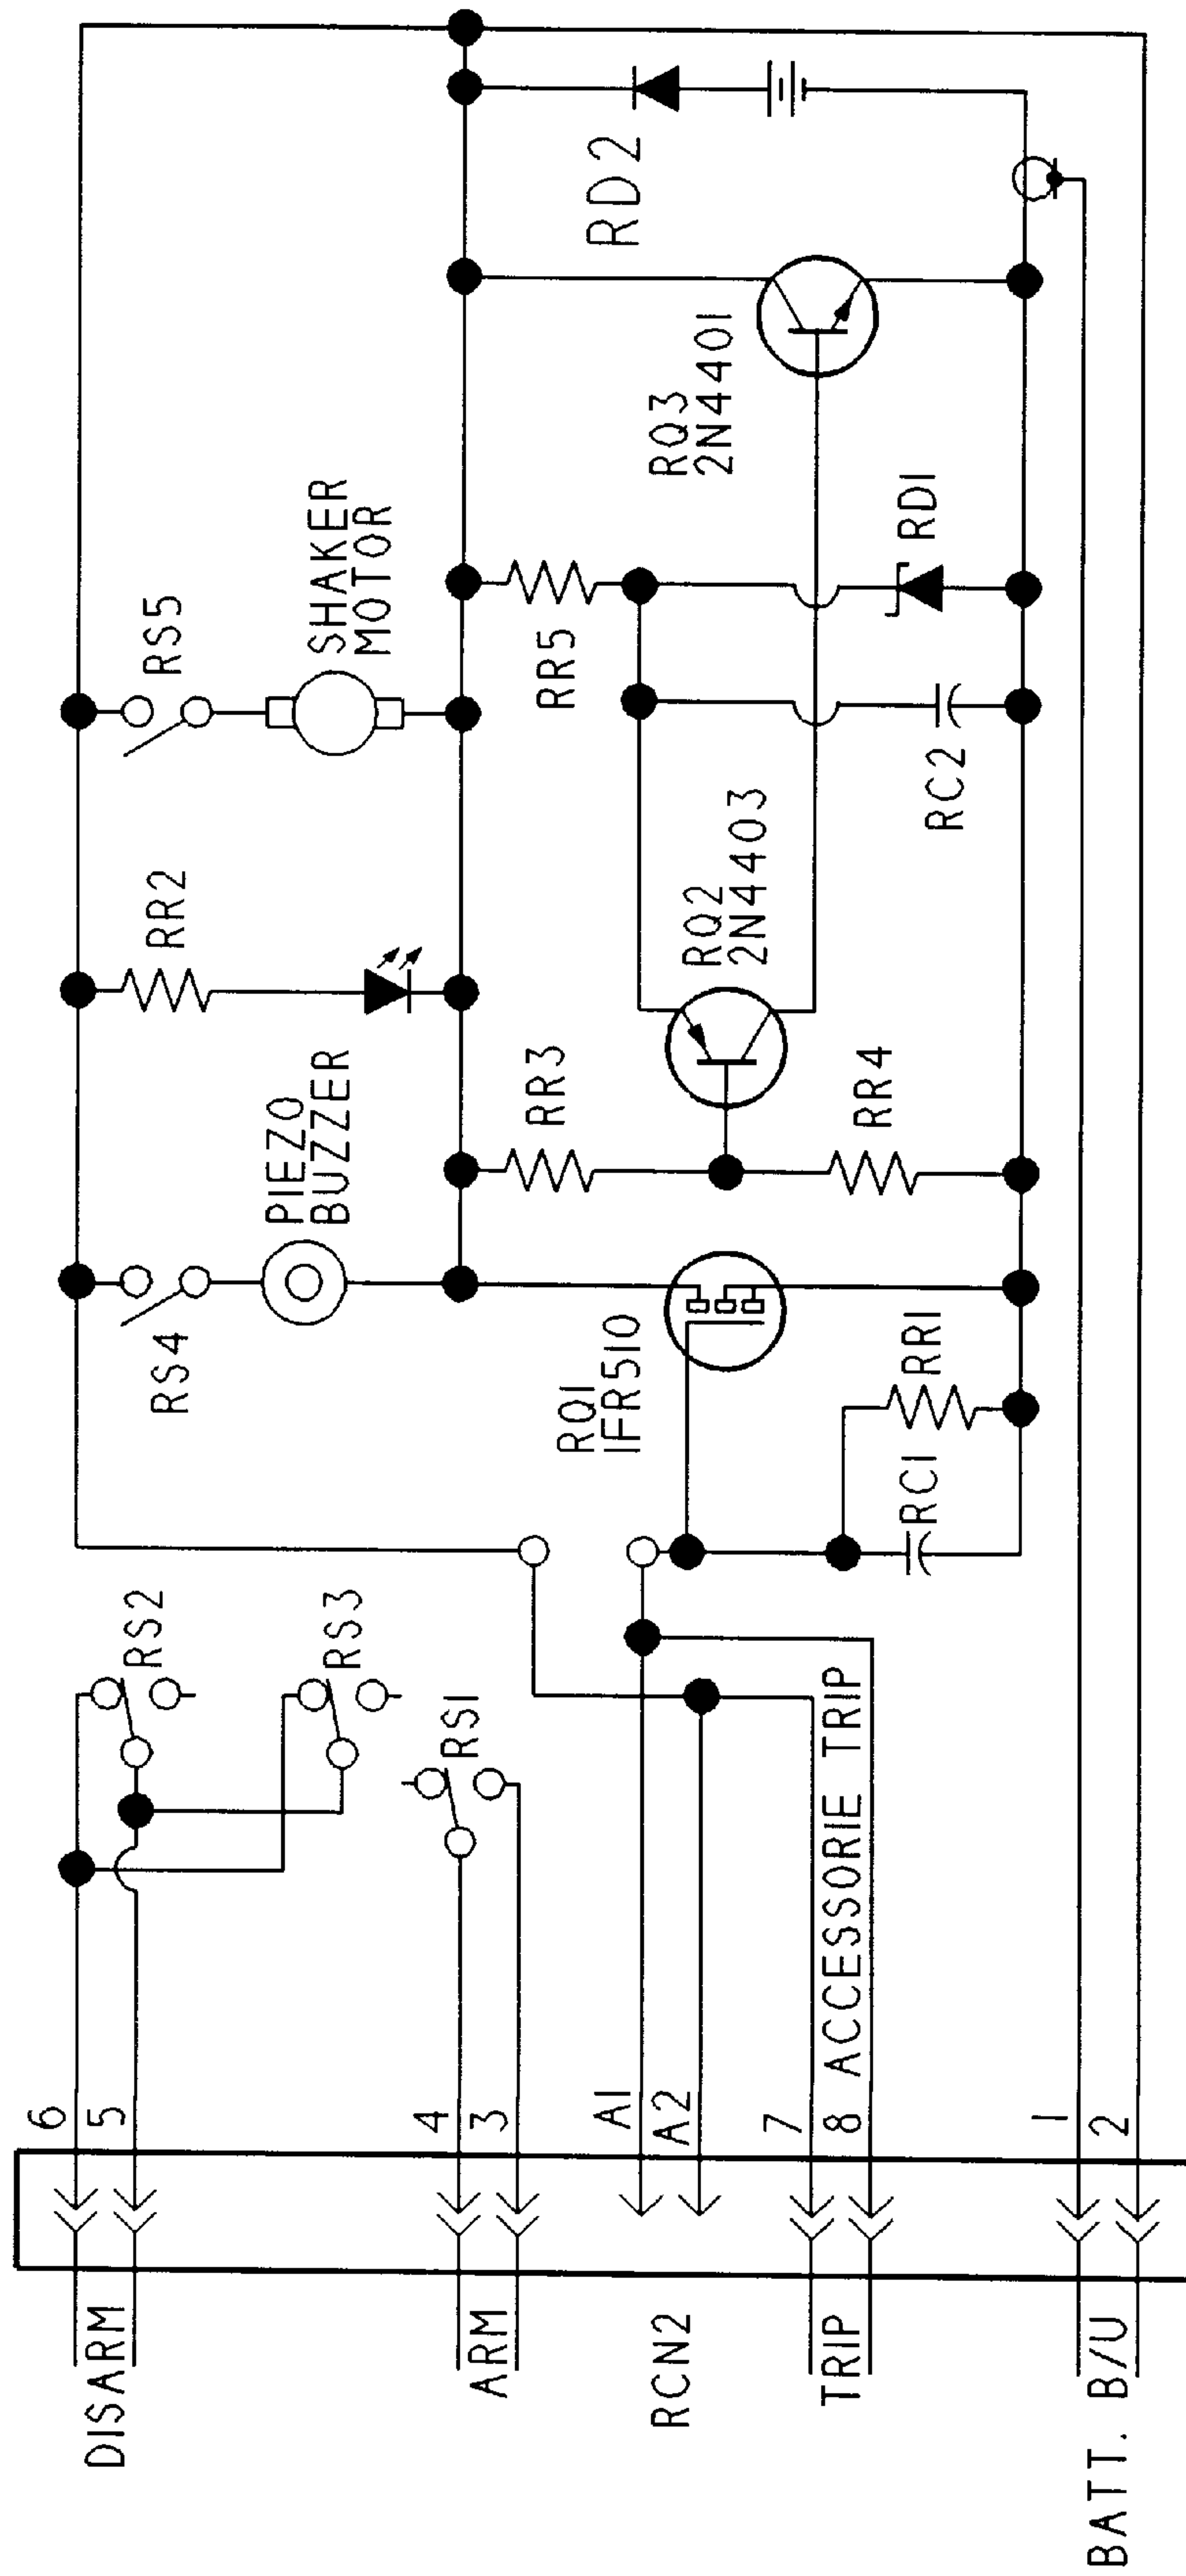 DISARM
6
5
ARM
4
3
RCN2
A1
A2
TRIP
7
8 ACCESSORIE TRIP
BATT. B/U
1
2
RS2
RS3
RS1
RS4
PIEZO
BUZZER
RR2
RS5
SHAKER
MOTOR
RQ1
IFR510
RC1
RR1
RR3
RR4
RQ2
2N4403
RR5
RC2
RD1
RQ3
2N4401
RD2